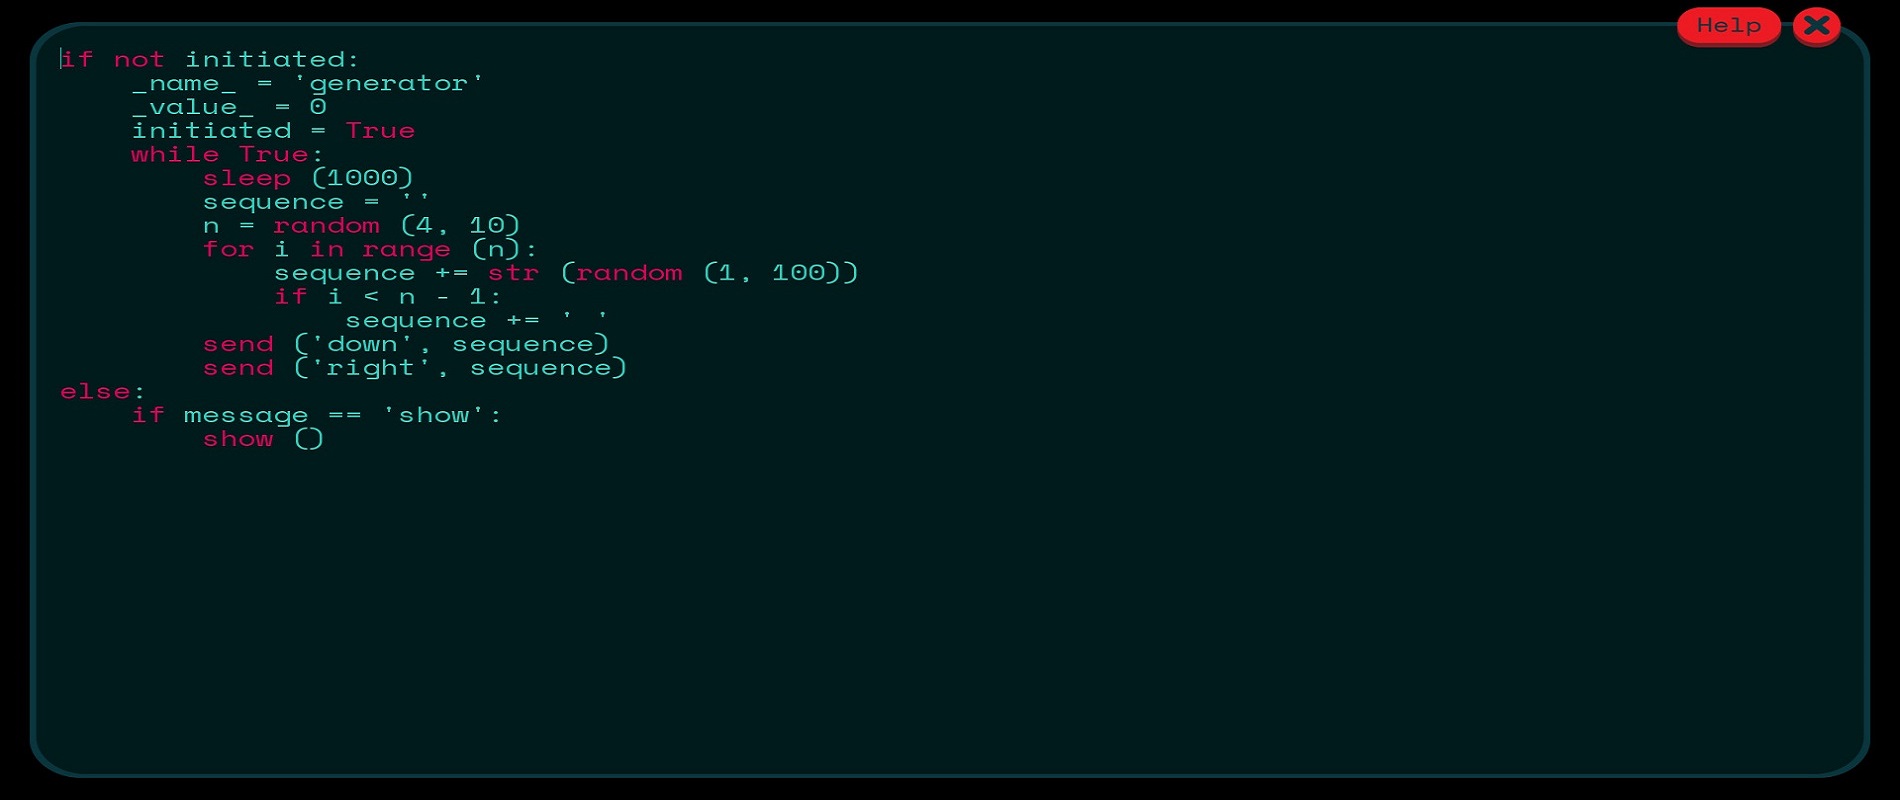 Help
if not initiated:
    _name_ = 'generator'
    _value_ = 0
    initiated = True
    while True:
        sleep (1000)
        sequence = ''
        n = random (4, 10)
        for i in range (n):
            sequence += str (random (1, 100))
            if i < n - 1:
                sequence += ' '
        send ('down', sequence)
        send ('right', sequence)
else:
    if message == 'show':
        show ()